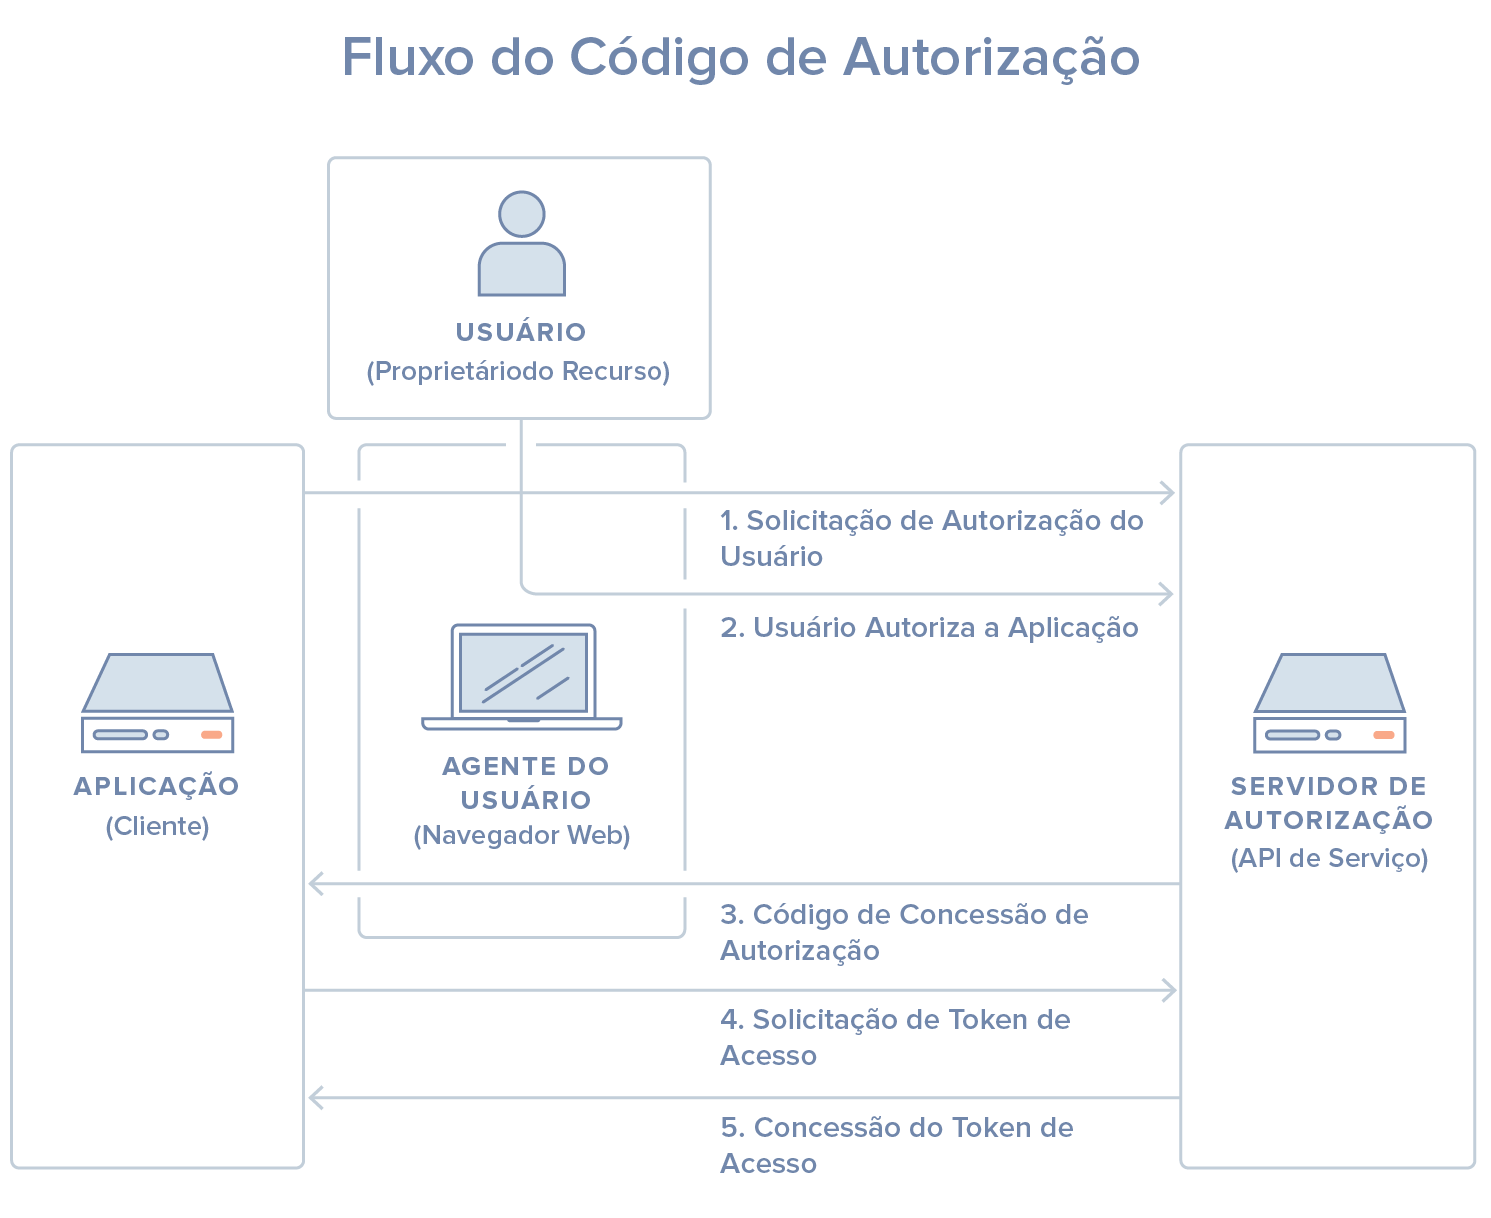 Fluxo do Código de Autorização
USUÁRIO
(Proprietáriodo Recurso)
1. Solicitação de Autorização do
Usuário
2. Usuário Autoriza a Aplicação
APLICAÇÃO
(Cliente)
AGENTE DO
USUÁRIO
(Navegador Web)
SERVIDOR DE
AUTORIZAÇÃO
(API de Serviço)
3. Código de Concessão de
Autorização
4. Solicitação de Token de
Acesso
5. Concessão do Token de
Acesso